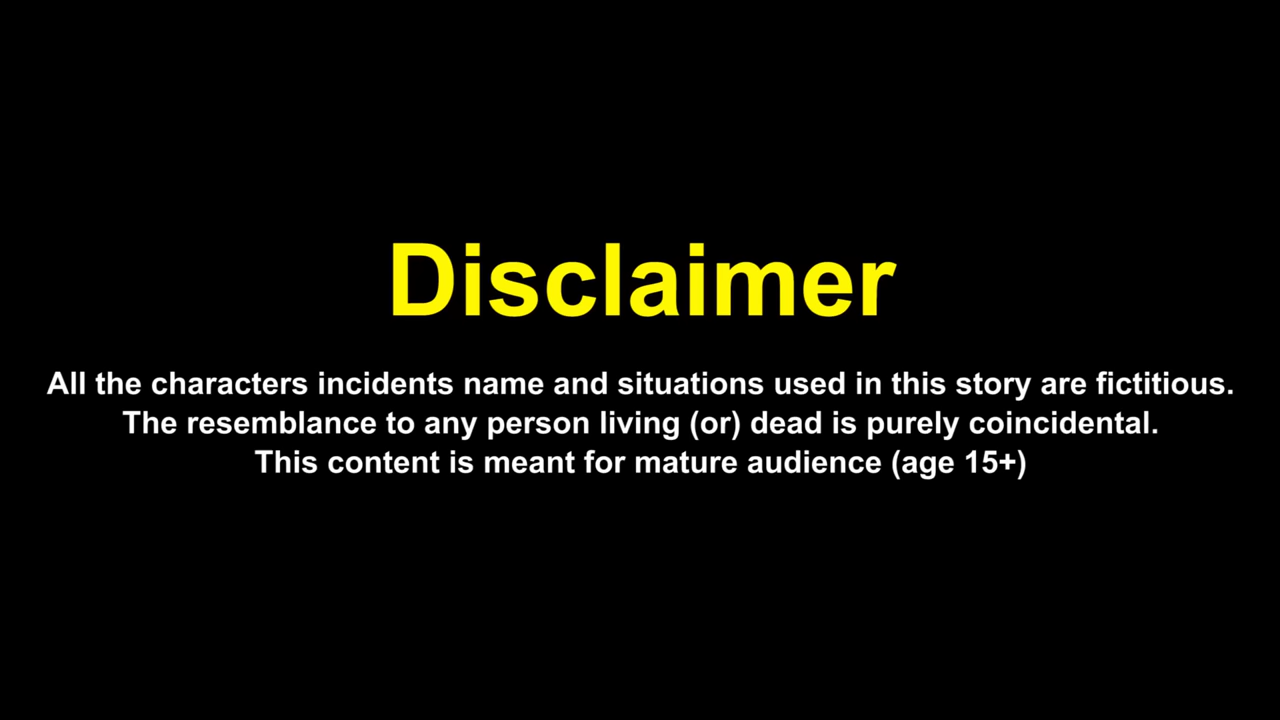 Disclaimer
All the characters incidents name and situations used in this story are fictitious.
The resemblance to any person living (or) dead is purely coincidental.
This content is meant for mature audience (age 15+)